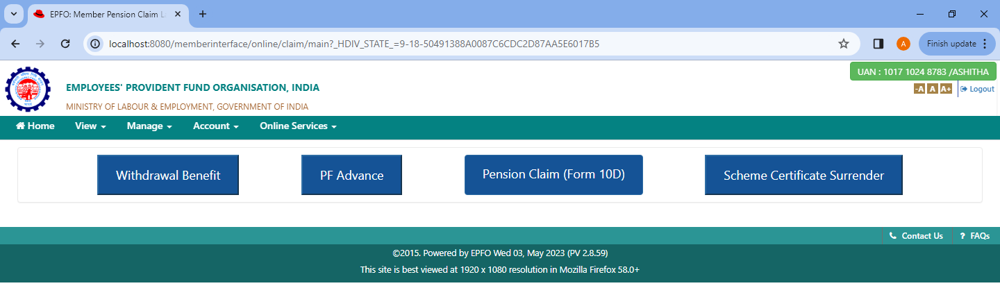 EPFO: Member Pension Claim L
localhost:8080/memberinterface/online/claim/main?_HDIV_STATE_=9-18-50491388A0087C6CDC2D87AA5E6017B5
A
Finish update
UAN : 1017 1024 8783 /ASHITHA
EMPLOYEES' PROVIDENT FUND ORGANISATION, INDIA
-A A A+ Logout
MINISTRY OF LABOUR & EMPLOYMENT, GOVERNMENT OF INDIA
Home View Manage Account Online Services
Withdrawal Benefit PF Advance Pension Claim (Form 10D) Scheme Certificate Surrender
Contact Us ? FAQs
©2015. Powered by EPFO Wed 03, May 2023 (PV 2.8.59)
This site is best viewed at 1920 x 1080 resolution in Mozilla Firefox 58.0+